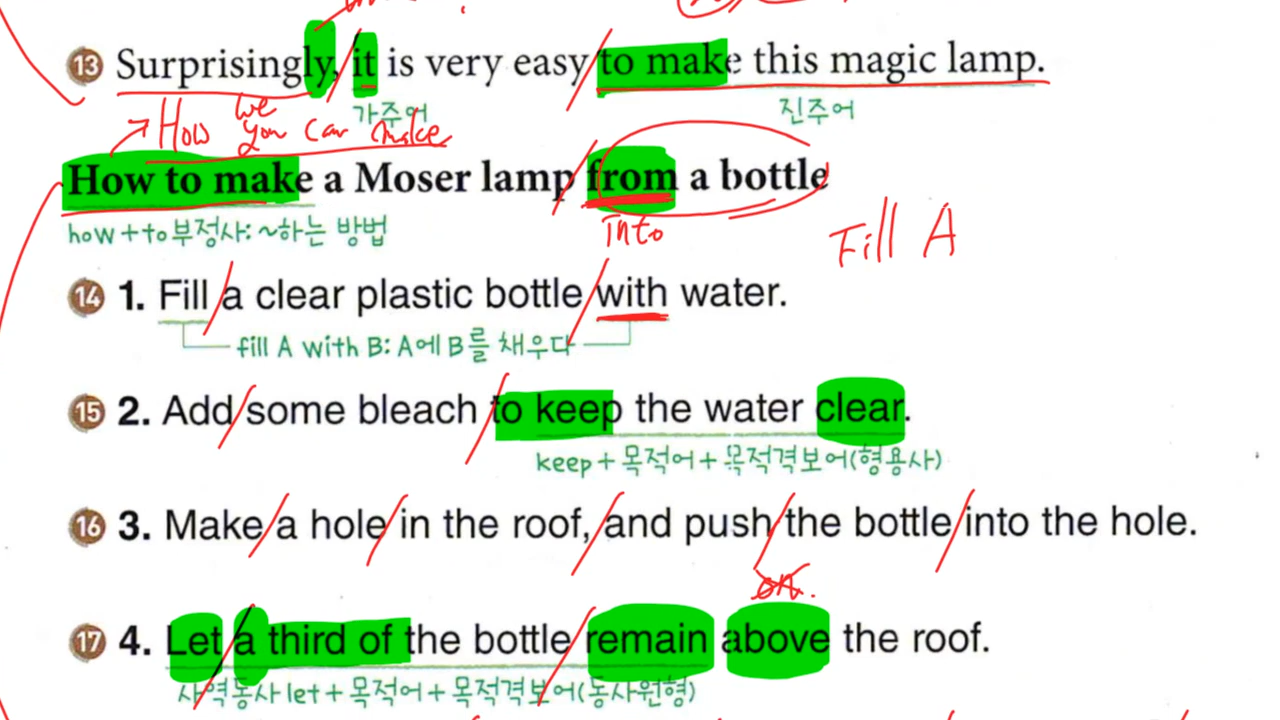 ⑬ Surprisingly, it is very easy to make this magic lamp.
가주어 진주어
How we you can make
How to make a Moser lamp from a bottle
how+to부정사: ~하는 방법
into
Fill A
⑭ 1. Fill a clear plastic bottle with water.
fill A with B: A에 B를 채우다
⑮ 2. Add some bleach to keep the water clear.
keep+목적어+목적격보어(형용사)
⑯ 3. Make a hole in the roof, and push the bottle into the hole.
on.
⑰ 4. Let a third of the bottle remain above the roof.
사역동사 let+목적어+목적격보어(동사원형)